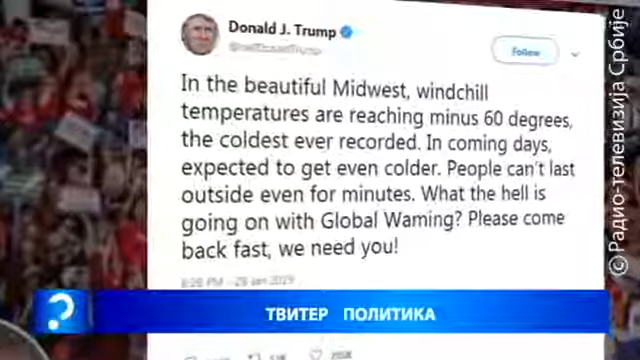 Donald J. Trump
@realDonaldTrump
Follow
In the beautiful Midwest, windchill
temperatures are reaching minus 60 degrees,
the coldest ever recorded. In coming days,
expected to get even colder. People can't last
outside even for minutes. What the hell is
going on with Global Waming? Please come
back fast, we need you!
ТВИТЕР ПОЛИТИКА
© Радио-телевизија Србије